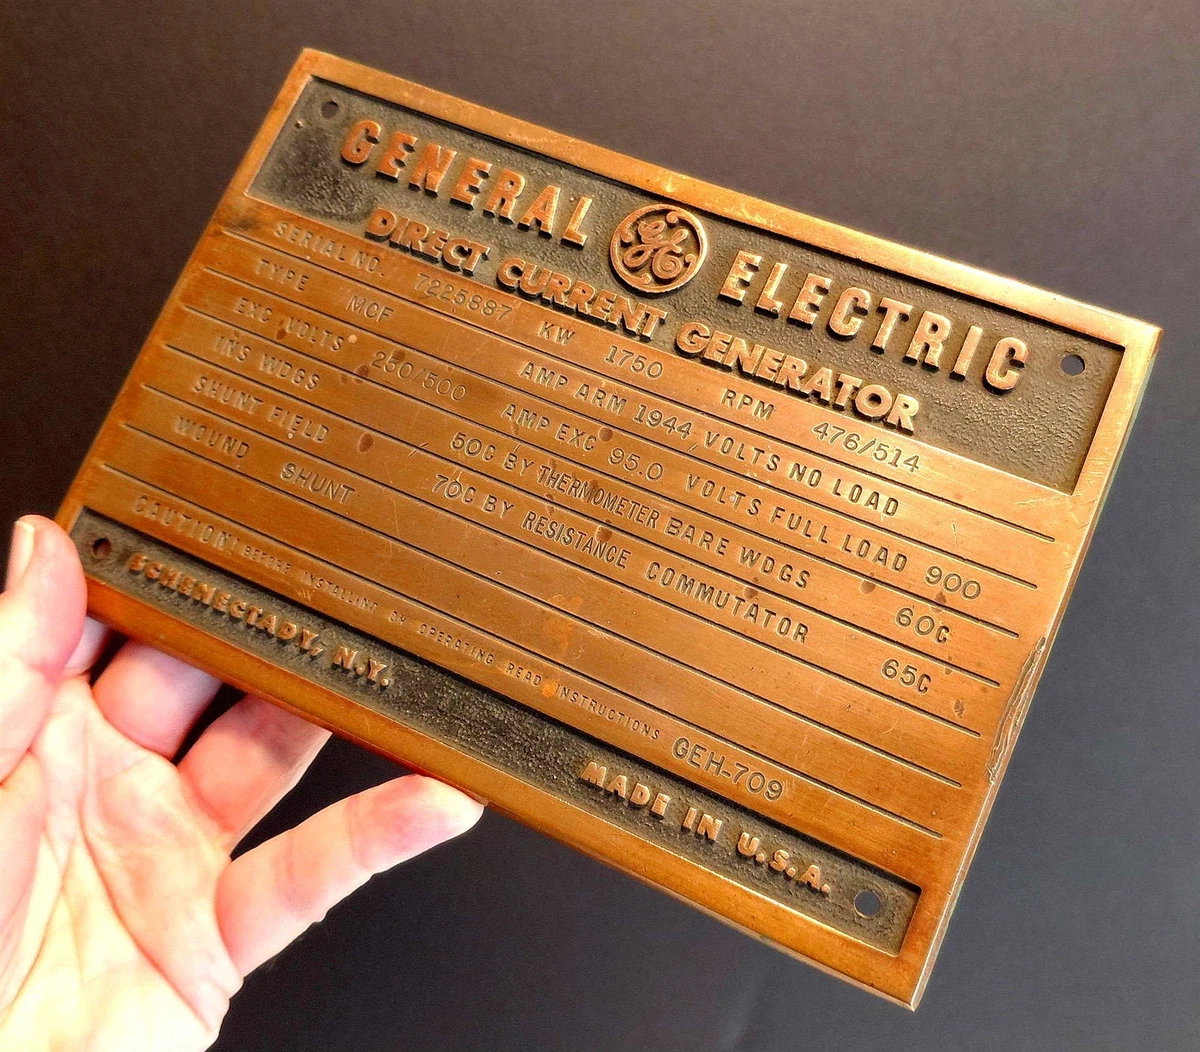 GENERAL GE ELECTRIC
DIRECT CURRENT GENERATOR
SERIAL NO. 7225887 KW 1750 RPM 476/514
TYPE MCF AMP ARM 1944 VOLTS NO LOAD
EXC VOLTS 250/500 AMP EXC 95.0 VOLTS FULL LOAD 900
INS WDGS 50C BY THERMOMETER BARE WDGS 60C
SHUNT FIELD 70C BY RESISTANCE COMMUTATOR 65C
WOUND SHUNT
CAUTION! BEFORE INSTALLING OR OPERATING READ INSTRUCTIONS GEH-709
SCHENECTADY, N.Y. MADE IN U.S.A.